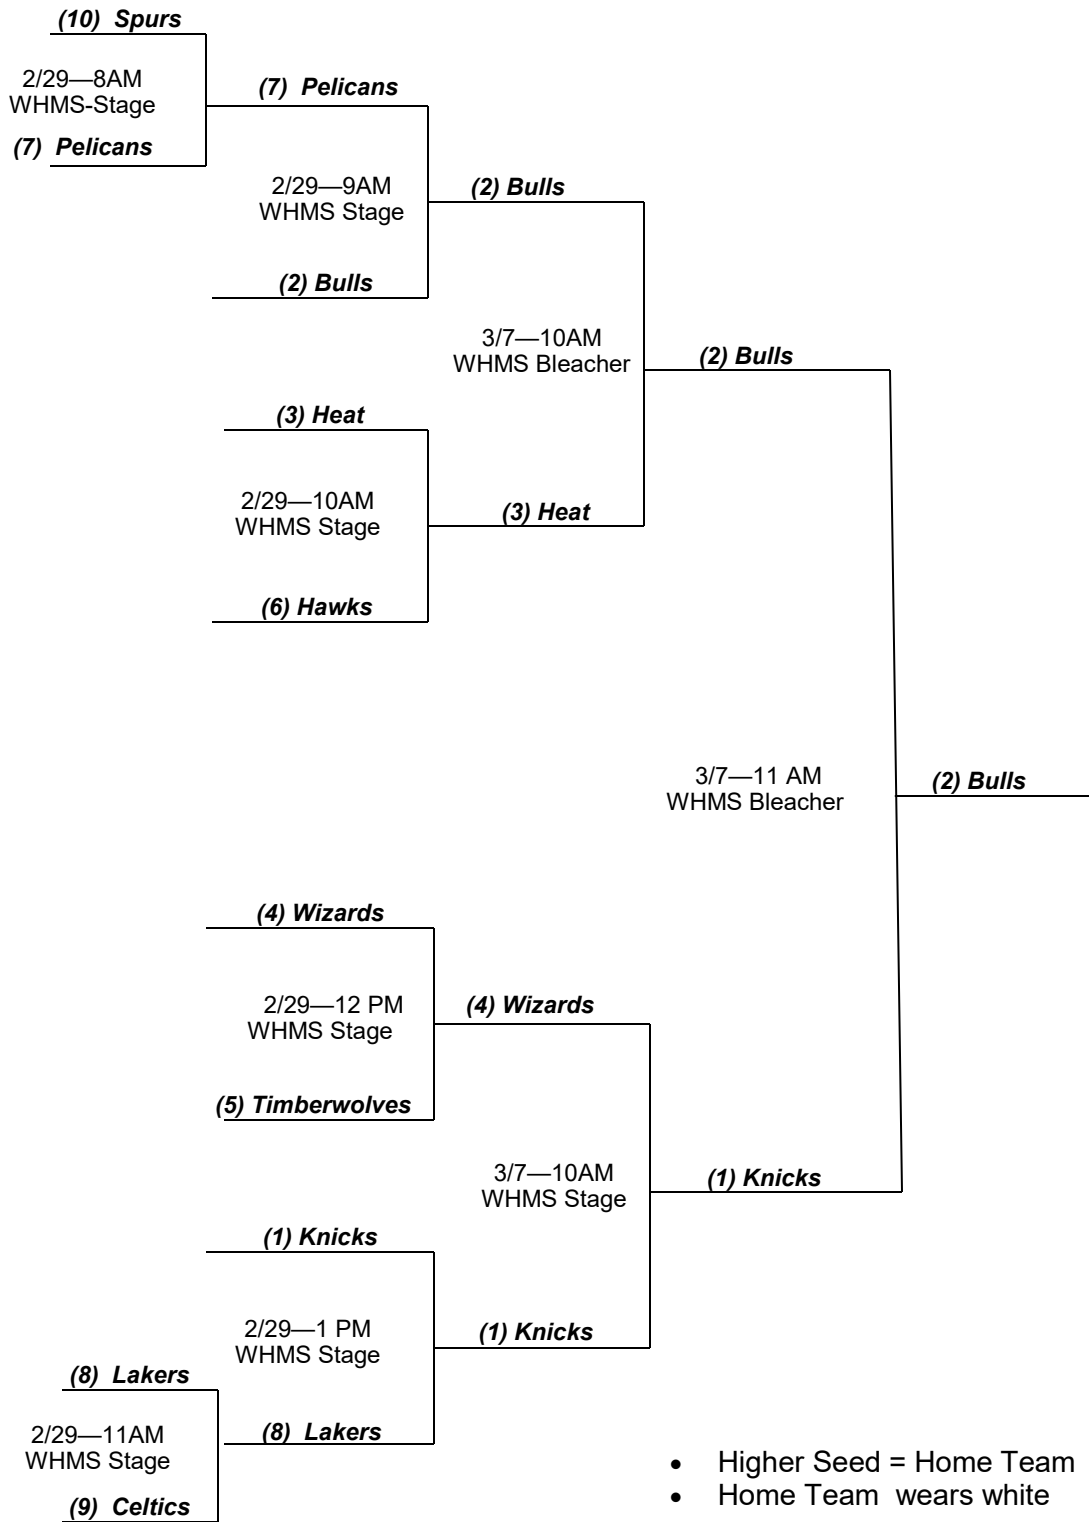 (10)  Spurs
2/29—8AM
WHMS-Stage
(7)  Pelicans
(7)  Pelicans
2/29—9AM
WHMS Stage
(2) Bulls
(2) Bulls
3/7—10AM
WHMS Bleacher
(2) Bulls
(3) Heat
2/29—10AM
WHMS Stage
(3) Heat
(6) Hawks
3/7—11 AM
WHMS Bleacher
(2) Bulls
(4) Wizards
2/29—12 PM
WHMS Stage
(4) Wizards
(5) Timberwolves
3/7—10AM
WHMS Stage
(1) Knicks
(1) Knicks
2/29—1 PM
WHMS Stage
(1) Knicks
(8)  Lakers
2/29—11AM
WHMS Stage
(8)  Lakers
(9)  Celtics
• Higher Seed = Home Team
• Home Team  wears white